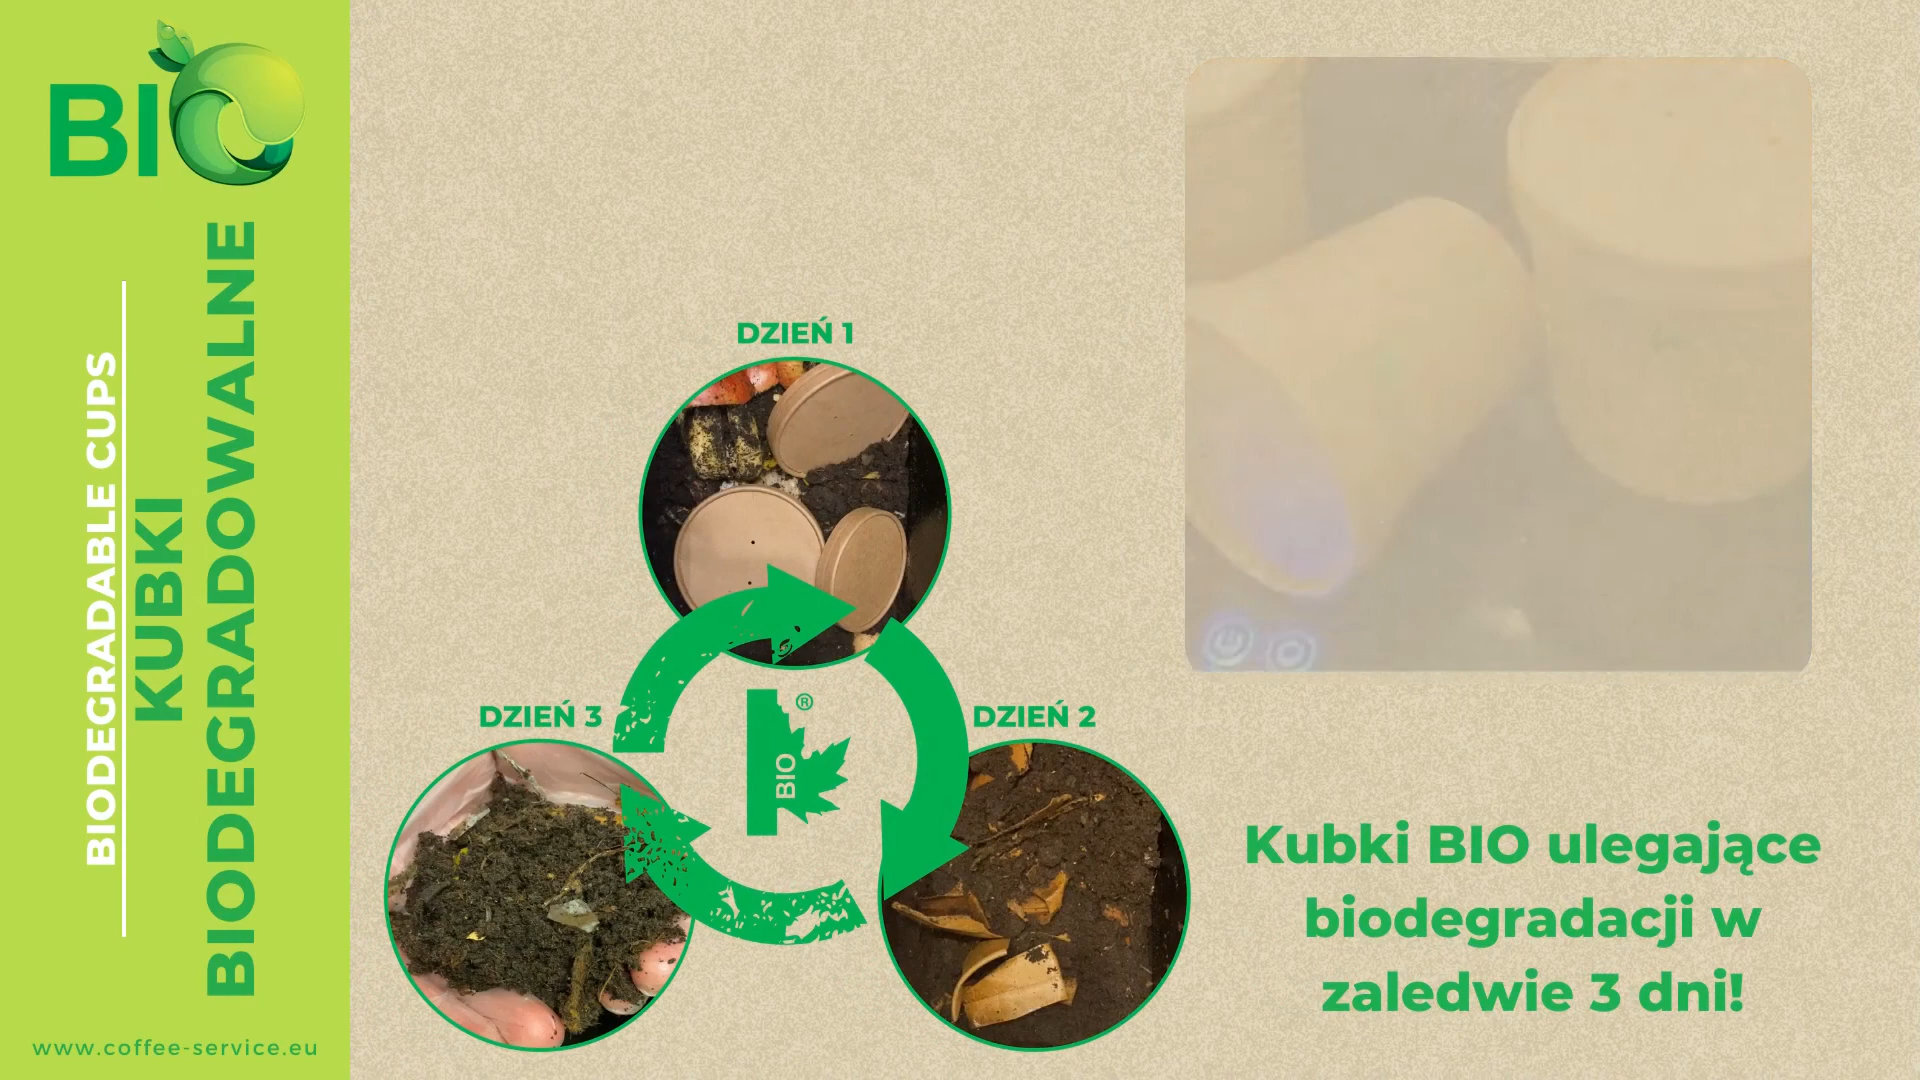 BIO
BIODEGRADABLE CUPS
KUBKI
BIODEGRADOWALNE
www.coffee-service.eu
DZIEŃ 1
DZIEŃ 3
DZIEŃ 2
®
BIO
Kubki BIO ulegające
biodegradacji w
zaledwie 3 dni!